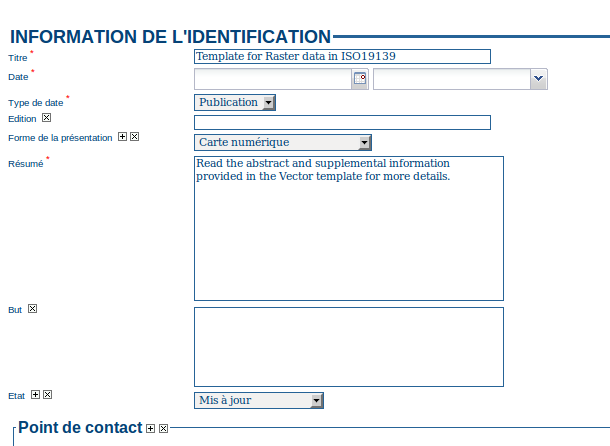 INFORMATION DE L'IDENTIFICATION
Titre * Template for Raster data in ISO19139
Date *
Type de date * Publication
Edition
Forme de la présentation Carte numérique
Résumé * Read the abstract and supplemental information
provided in the Vector template for more details.
But
Etat Mis à jour
Point de contact